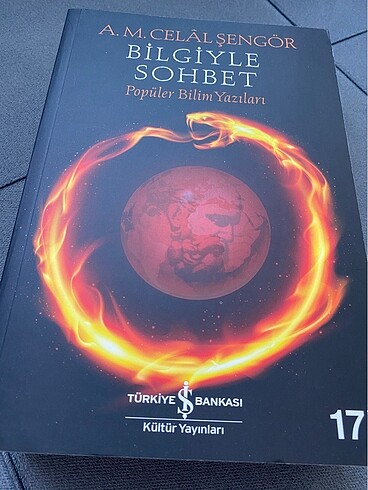 A. M. CELÂL ŞENGÖR
BİLGİYLE
SOHBET
Popüler Bilim Yazıları
TÜRKİYE İŞ BANKASI
Kültür Yayınları
17